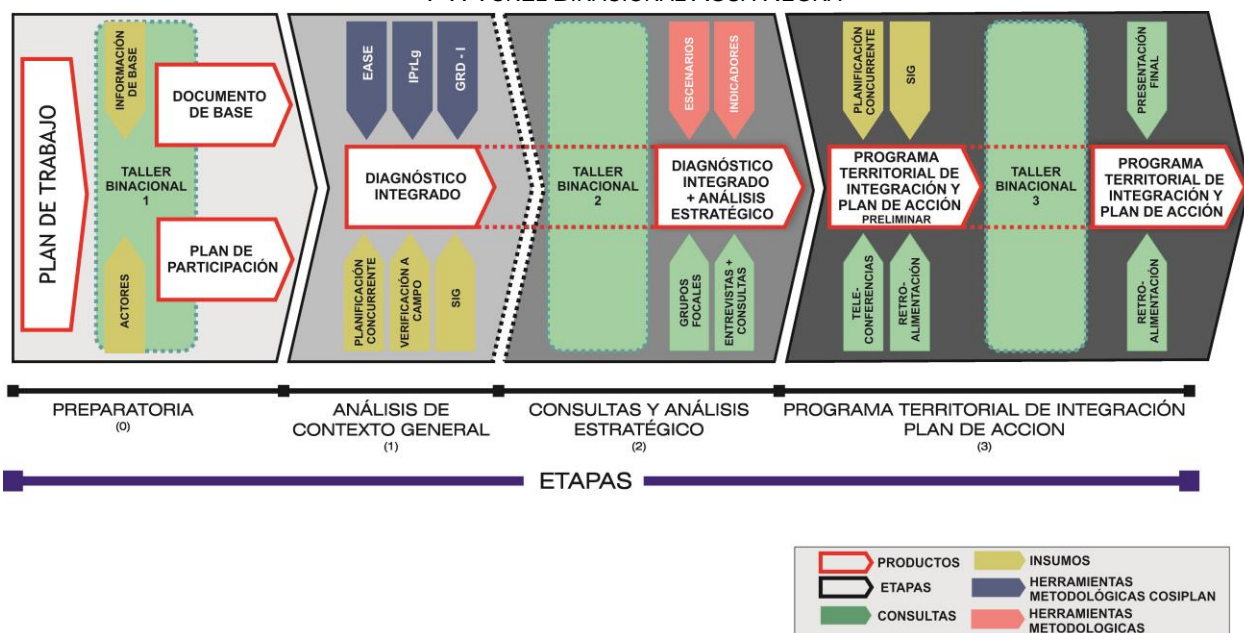 PLAN DE TRABAJO
INFORMACIÓN
DE BASE
TALLER
BINACIONAL
1
ACTORES
DOCUMENTO
DE BASE
PLAN DE
PARTICIPACIÓN
EASE
IPrLg
GRD - I
DIAGNÓSTICO
INTEGRADO
PLANIFICACIÓN
CONCURRENTE
VERIFICACIÓN A
CAMPO
SIG
TALLER
BINACIONAL
2
ESCENARIOS
INDICADORES
DIAGNÓSTICO
INTEGRADO
+ ANÁLISIS
ESTRATÉGICO
GRUPOS
FOCALES
ENTREVISTAS +
CONSULTAS
PLANIFICACIÓN
CONCURRENTE
SIG
PROGRAMA
TERRITORIAL
DE INTEGRACIÓN Y
PLAN DE ACCIÓN
PRELIMINAR
TELE-
CONFERENCIAS
RETRO-
ALIMENTACIÓN
TALLER
BINACIONAL
3
PRESENTACIÓN
FINAL
PROGRAMA
TERRITORIAL DE
INTEGRACIÓN Y
PLAN DE ACCIÓN
RETRO-
ALIMENTACIÓN
PREPARATORIA
(0)
ANÁLISIS DE
CONTEXTO GENERAL
(1)
CONSULTAS Y ANÁLISIS
ESTRATÉGICO
(2)
PROGRAMA TERRITORIAL DE INTEGRACIÓN
PLAN DE ACCION
(3)
ETAPAS
PRODUCTOS
ETAPAS
CONSULTAS
INSUMOS
HERRAMIENTAS
METODOLÓGICAS COSIPLAN
HERRAMIENTAS
METODOLOGICAS